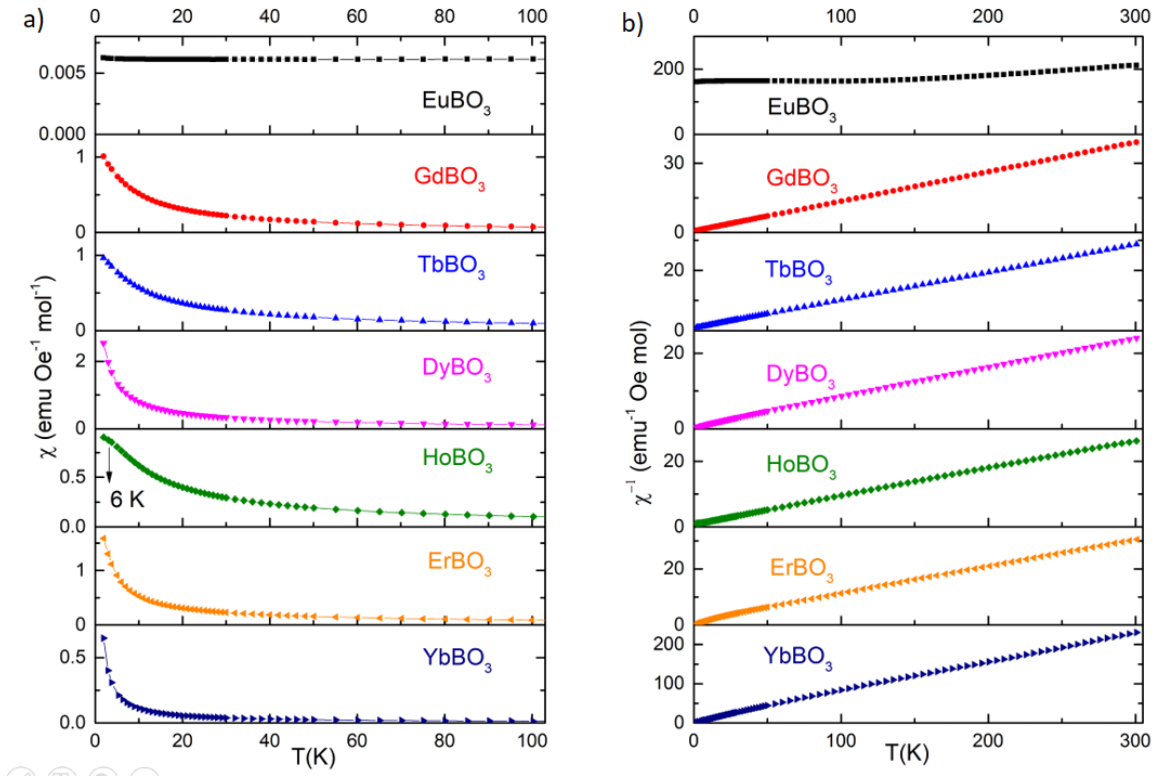 a)
0 20 40 60 80 100
0.005
0.000
EuBO3
1
0
GdBO3
1
0
TbBO3
2
0
DyBO3
0.5
0.0
HoBO3
6 K
1
0
ErBO3
0.5
0.0
YbBO3
0 20 40 60 80 100
T(K)
χ (emu Oe⁻¹ mol⁻¹)
b)
0 100 200 300
200
0
EuBO3
30
0
GdBO3
20
0
TbBO3
20
0
DyBO3
20
0
HoBO3
20
0
ErBO3
200
100
0
YbBO3
0 100 200 300
T(K)
χ⁻¹ (emu⁻¹ Oe mol)